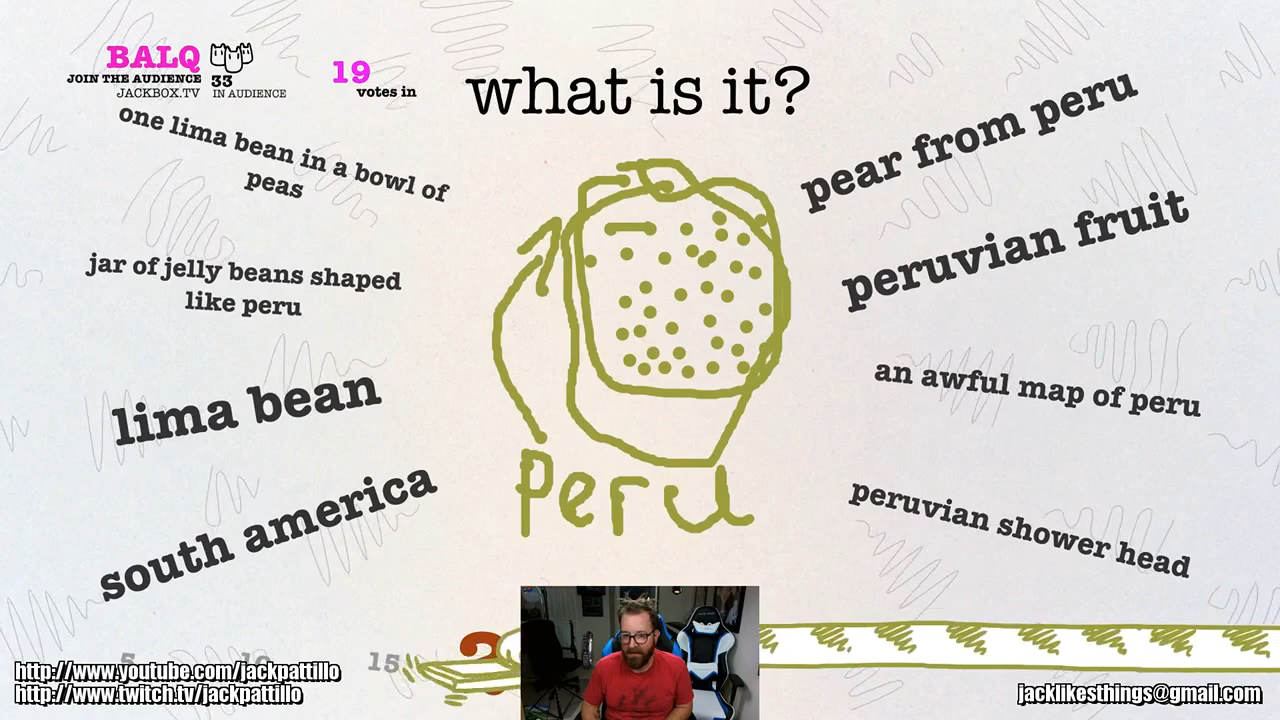 BALQ
JOIN THE AUDIENCE 33
JACKBOX.TV IN AUDIENCE
19
votes in
what is it?
one lima bean in a bowl of
peas
jar of jelly beans shaped
like peru
lima bean
south america
pear from peru
peruvian fruit
an awful map of peru
peruvian shower head
Peru
5 10 15
http://www.youtube.com/jackpattillo
http://www.twitch.tv/jackpattillo
jacklikesthings@gmail.com